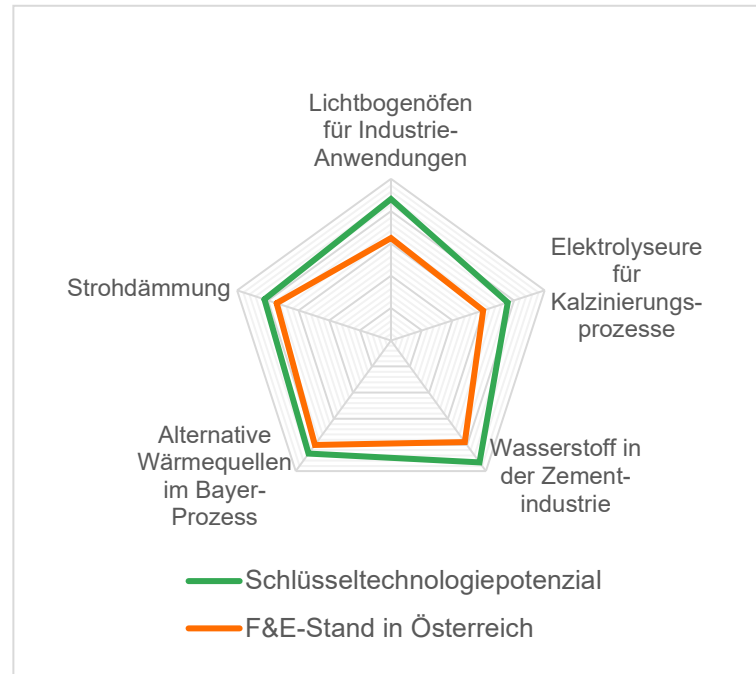 Lichtbogenöfen
für Industrie-
Anwendungen
Elektrolyseure
für
Kalzinierungs-
prozesse
Wasserstoff in
der Zement-
industrie
Alternative
Wärmequellen
im Bayer-
Prozess
Strohdämmung
Schlüsseltechnologiepotenzial
F&E-Stand in Österreich